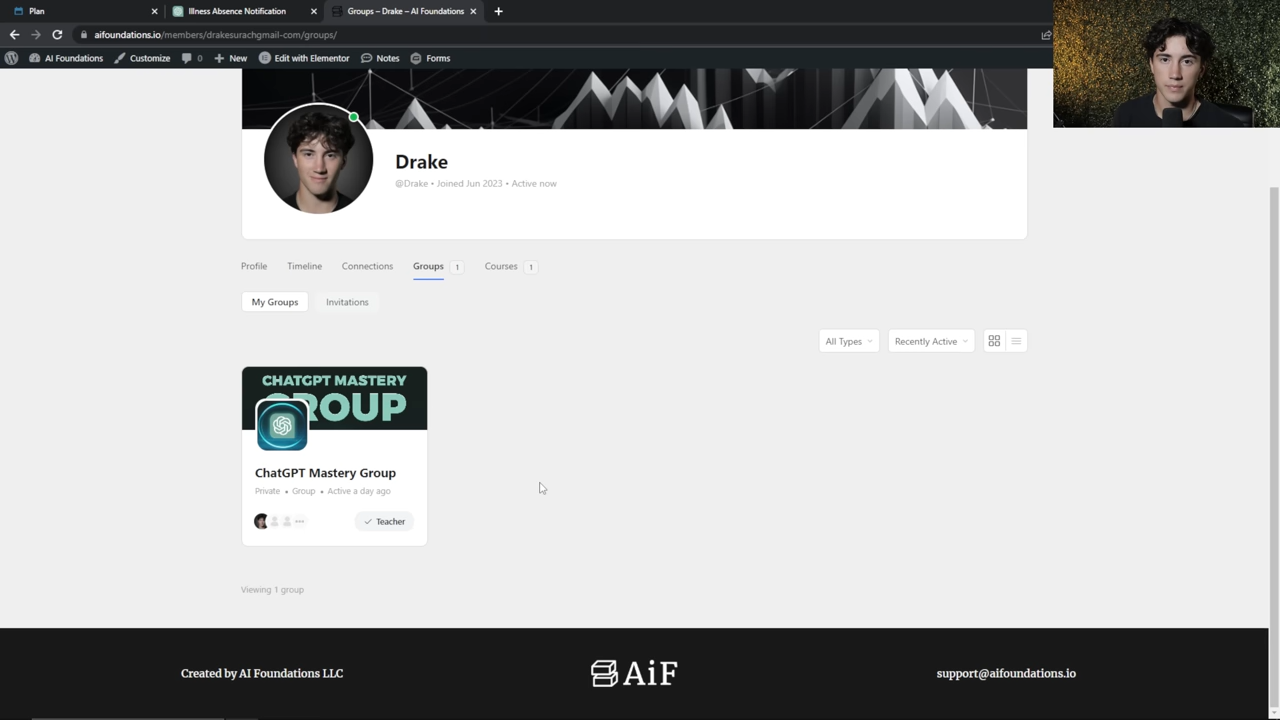 Plan
Illness Absence Notification
Groups – Drake – AI Foundations
aifoundations.io/members/drakesurachgmail-com/groups/
AI Foundations
Customize
0
New
Edit with Elementor
Notes
Forms
Drake
@Drake • Joined Jun 2023 • Active now
Profile
Timeline
Connections
Groups 1
Courses 1
My Groups
Invitations
All Types
Recently Active
CHATGPT MASTERY
GROUP
ChatGPT Mastery Group
Private • Group • Active a day ago
Teacher
Viewing 1 group
Created by AI Foundations LLC
AiF
support@aifoundations.io